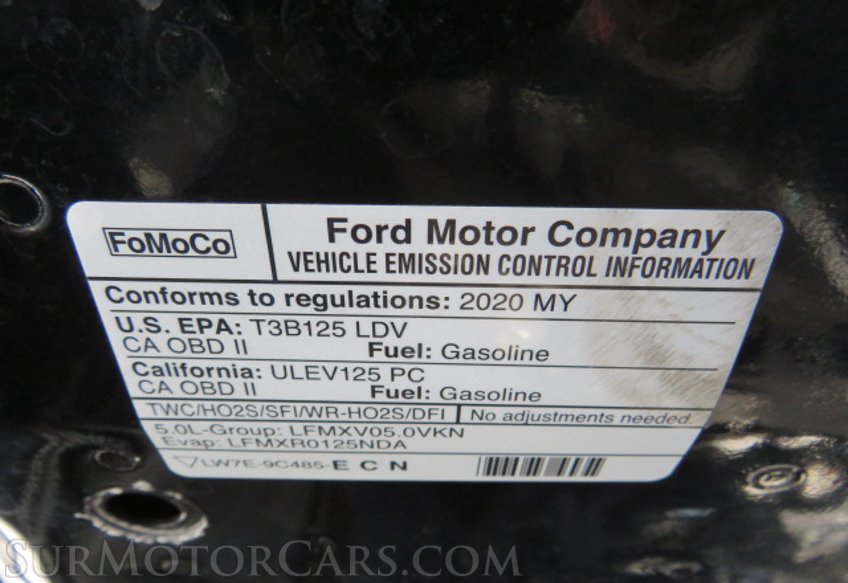 FoMoCo
Ford Motor Company
VEHICLE EMISSION CONTROL INFORMATION
Conforms to regulations: 2020 MY
U.S. EPA: T3B125 LDV
CA OBD II Fuel: Gasoline
California: ULEV125 PC
CA OBD II Fuel: Gasoline
TWC/HO2S/SFI/WR-HO2S/DFI No adjustments needed.
5.0L-Group: LFMXV05.0VKN
Evap: LFMXR0125NDA
LW7E-9C485-E C N
SURMOTORCARS.COM